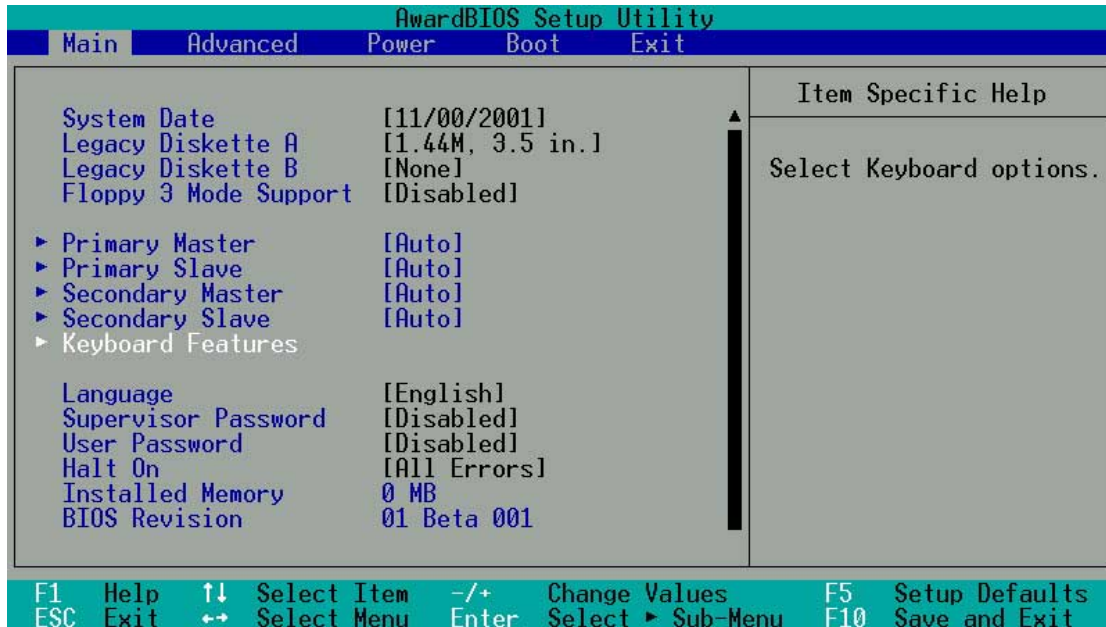 AwardBIOS Setup Utility
Main Advanced Power Boot Exit
System Date [11/00/2001]
Legacy Diskette A [1.44M, 3.5 in.]
Legacy Diskette B [None]
Floppy 3 Mode Support [Disabled]
► Primary Master [Auto]
► Primary Slave [Auto]
► Secondary Master [Auto]
► Secondary Slave [Auto]
► Keyboard Features
Language [English]
Supervisor Password [Disabled]
User Password [Disabled]
Halt On [All Errors]
Installed Memory 0 MB
BIOS Revision 01 Beta 001
Item Specific Help
Select Keyboard options.
F1 Help ↑↓ Select Item -/+ Change Values F5 Setup Defaults
ESC Exit ←→ Select Menu Enter Select ► Sub-Menu F10 Save and Exit